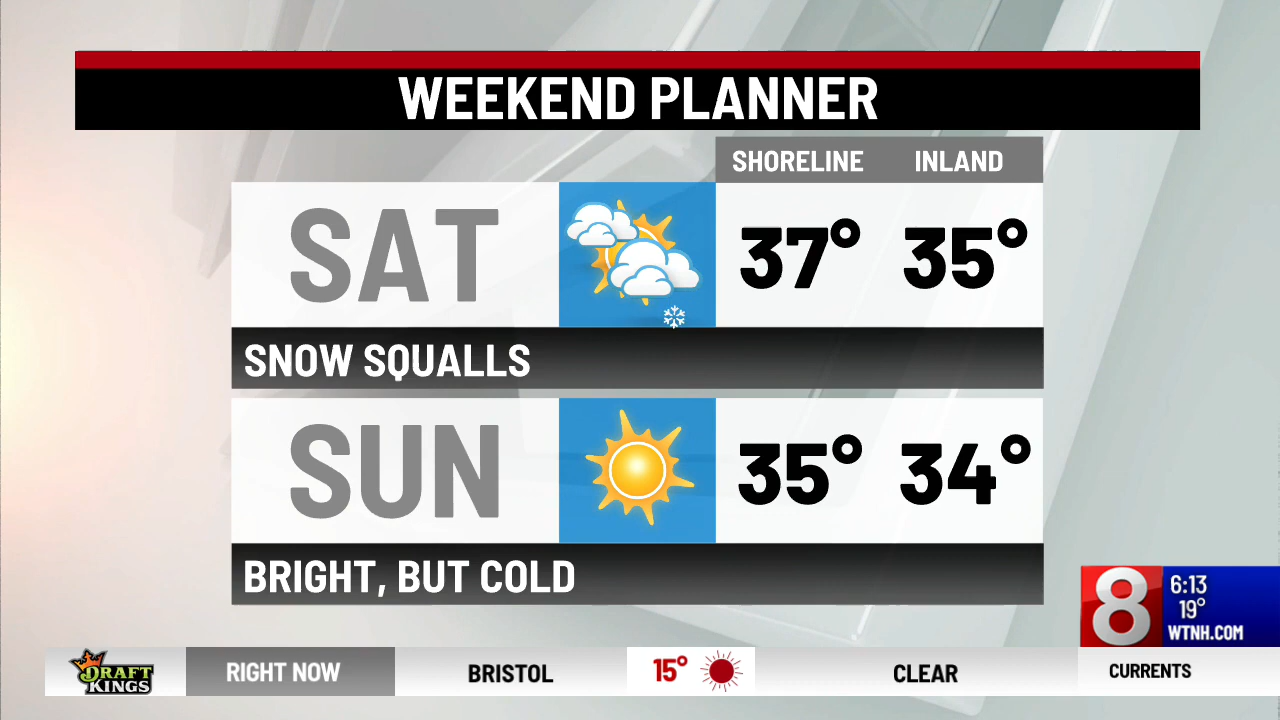 WEEKEND PLANNER
SHORELINE INLAND
SAT 37° 35°
SNOW SQUALLS
SUN 35° 34°
BRIGHT, BUT COLD
8 6:13
19°
WTNH.COM
DRAFT
KINGS
RIGHT NOW BRISTOL 15° CLEAR CURRENTS